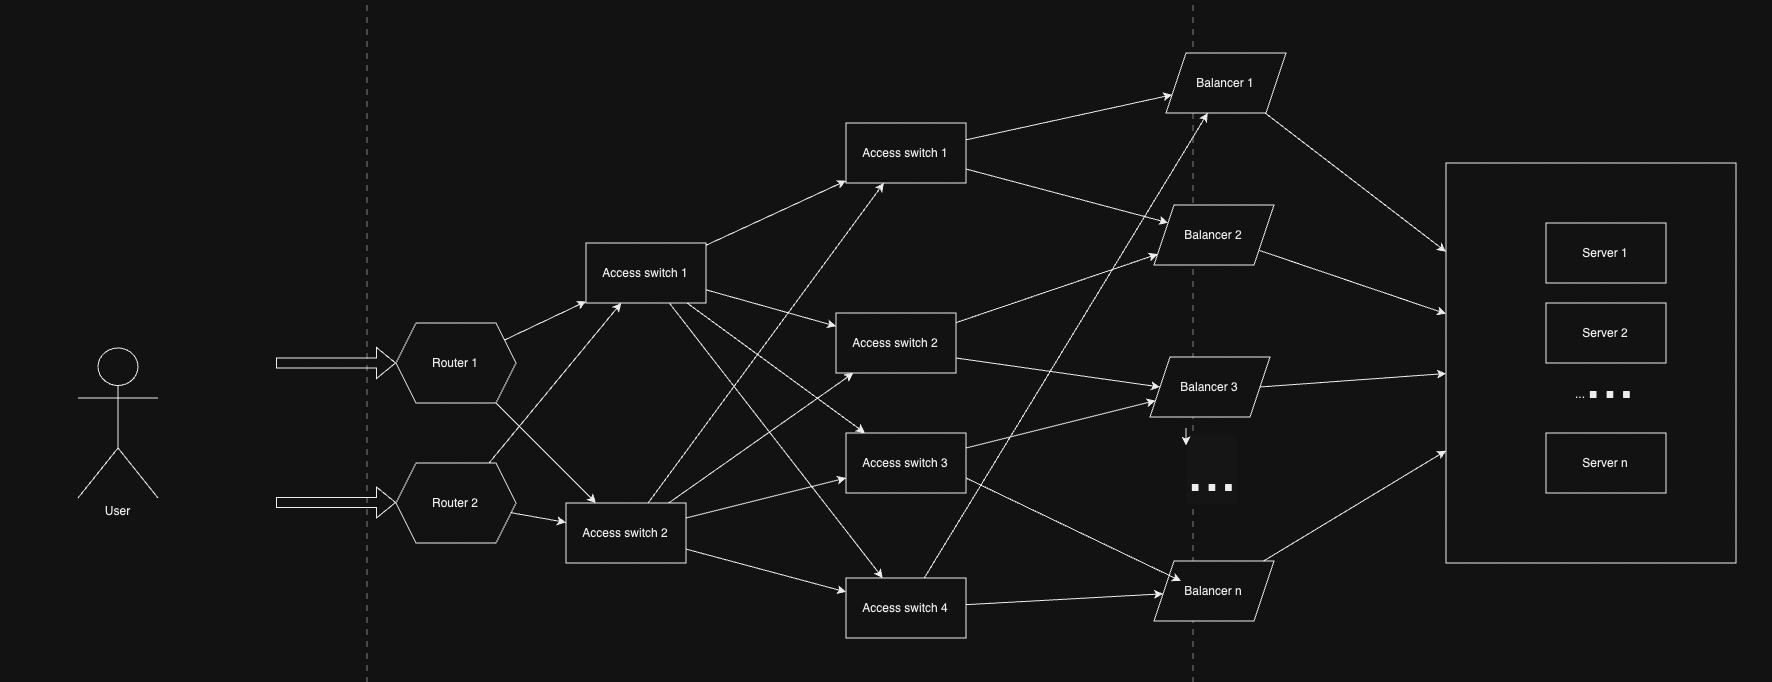 User
Router 1
Router 2
Access switch 1
Access switch 2
Access switch 1
Access switch 2
Access switch 3
Access switch 4
Balancer 1
Balancer 2
Balancer 3
Balancer n
Server 1
Server 2
...
Server n